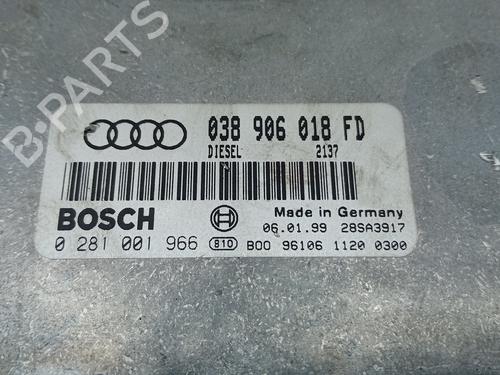 B-PARTS
038 906 018 FD
DIESEL 2137
BOSCH
Made in Germany
06.01.99 28SA3917
0 281 001 966 810 B00 96106 1120 0300